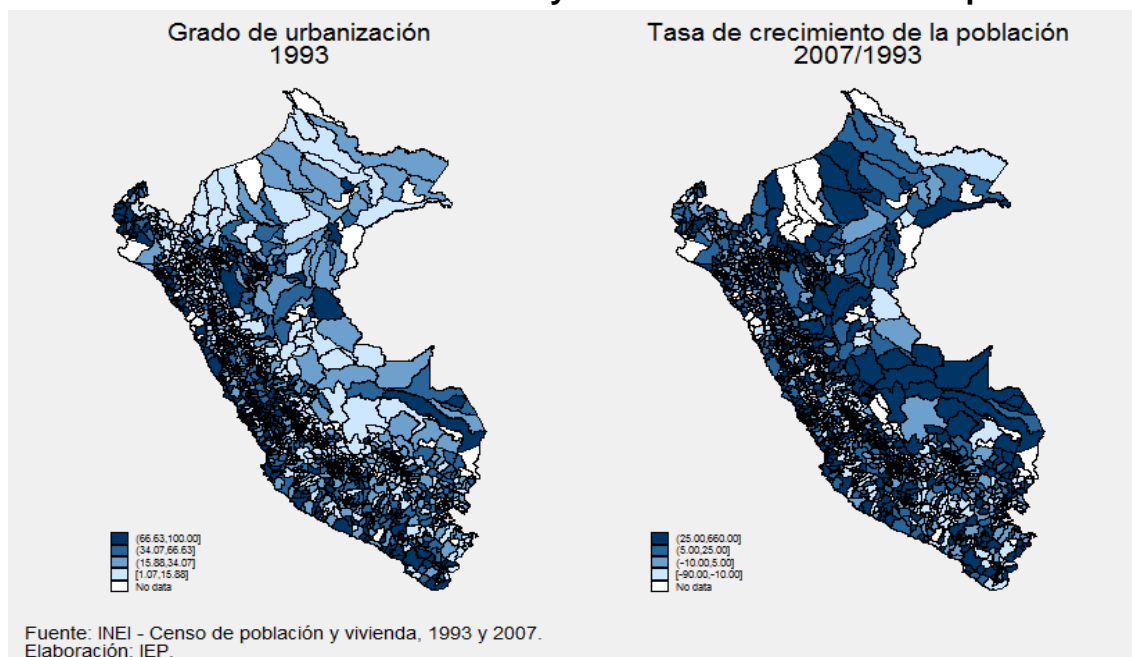 Grado de urbanización
1993
(66.63,100.00]
(34.07,66.63]
(15.88,34.07]
[1.07,15.88]
No data
Tasa de crecimiento de la población
2007/1993
(25.00,660.00]
(5.00,25.00]
(-10.00,5.00]
[-90.00,-10.00]
No data
Fuente: INEI - Censo de población y vivienda, 1993 y 2007.
Elaboración: IEP.